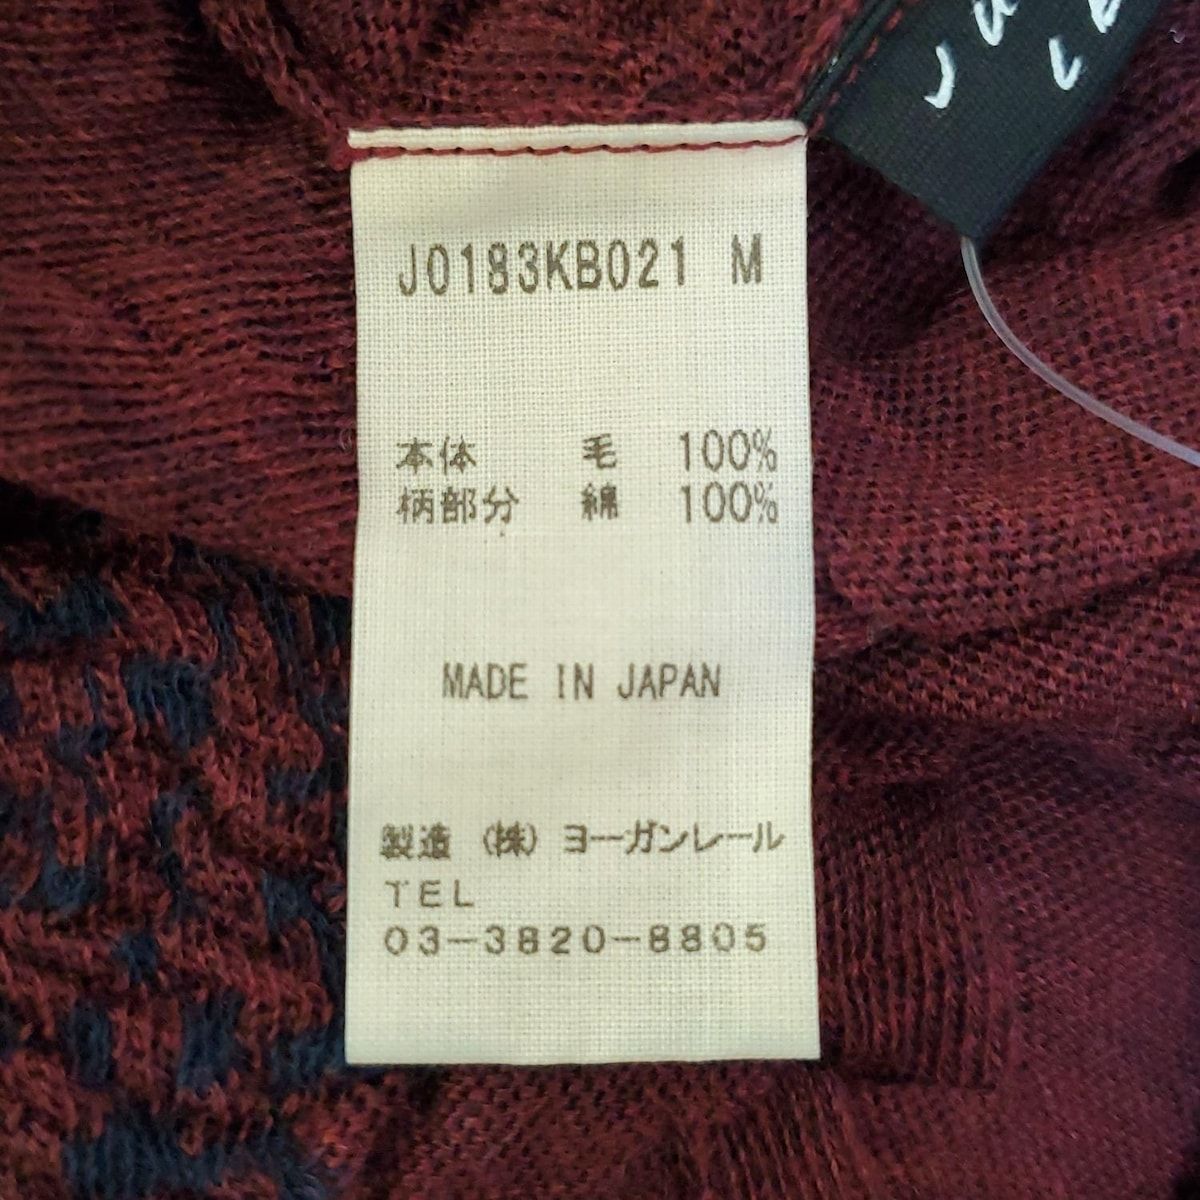 J0183KB021 M
本体 毛 100%
柄部分 綿 100%
MADE IN JAPAN
製造 (株) ヨーガンレール
TEL
03-3820-8805